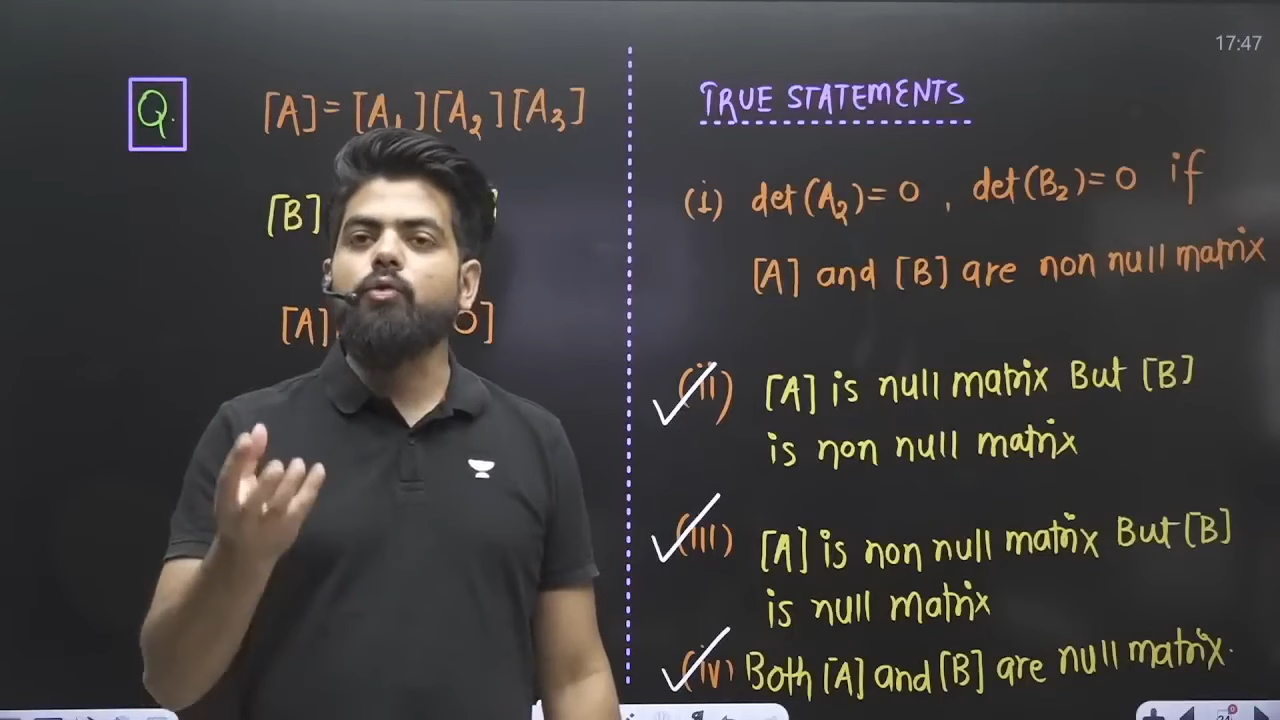 17:47
Q.
[A] = [A₁][A₂][A₃]
[B]
[A] 0]
TRUE STATEMENTS
(i) det(A₂)= 0 , det(B₂)= 0 if
[A] and [B] are non null matrix
(ii) [A] is null matrix But [B]
is non null matrix
(iii) [A] is non null matrix But [B]
is null matrix
(iv) Both [A] and [B] are null matrix.
24